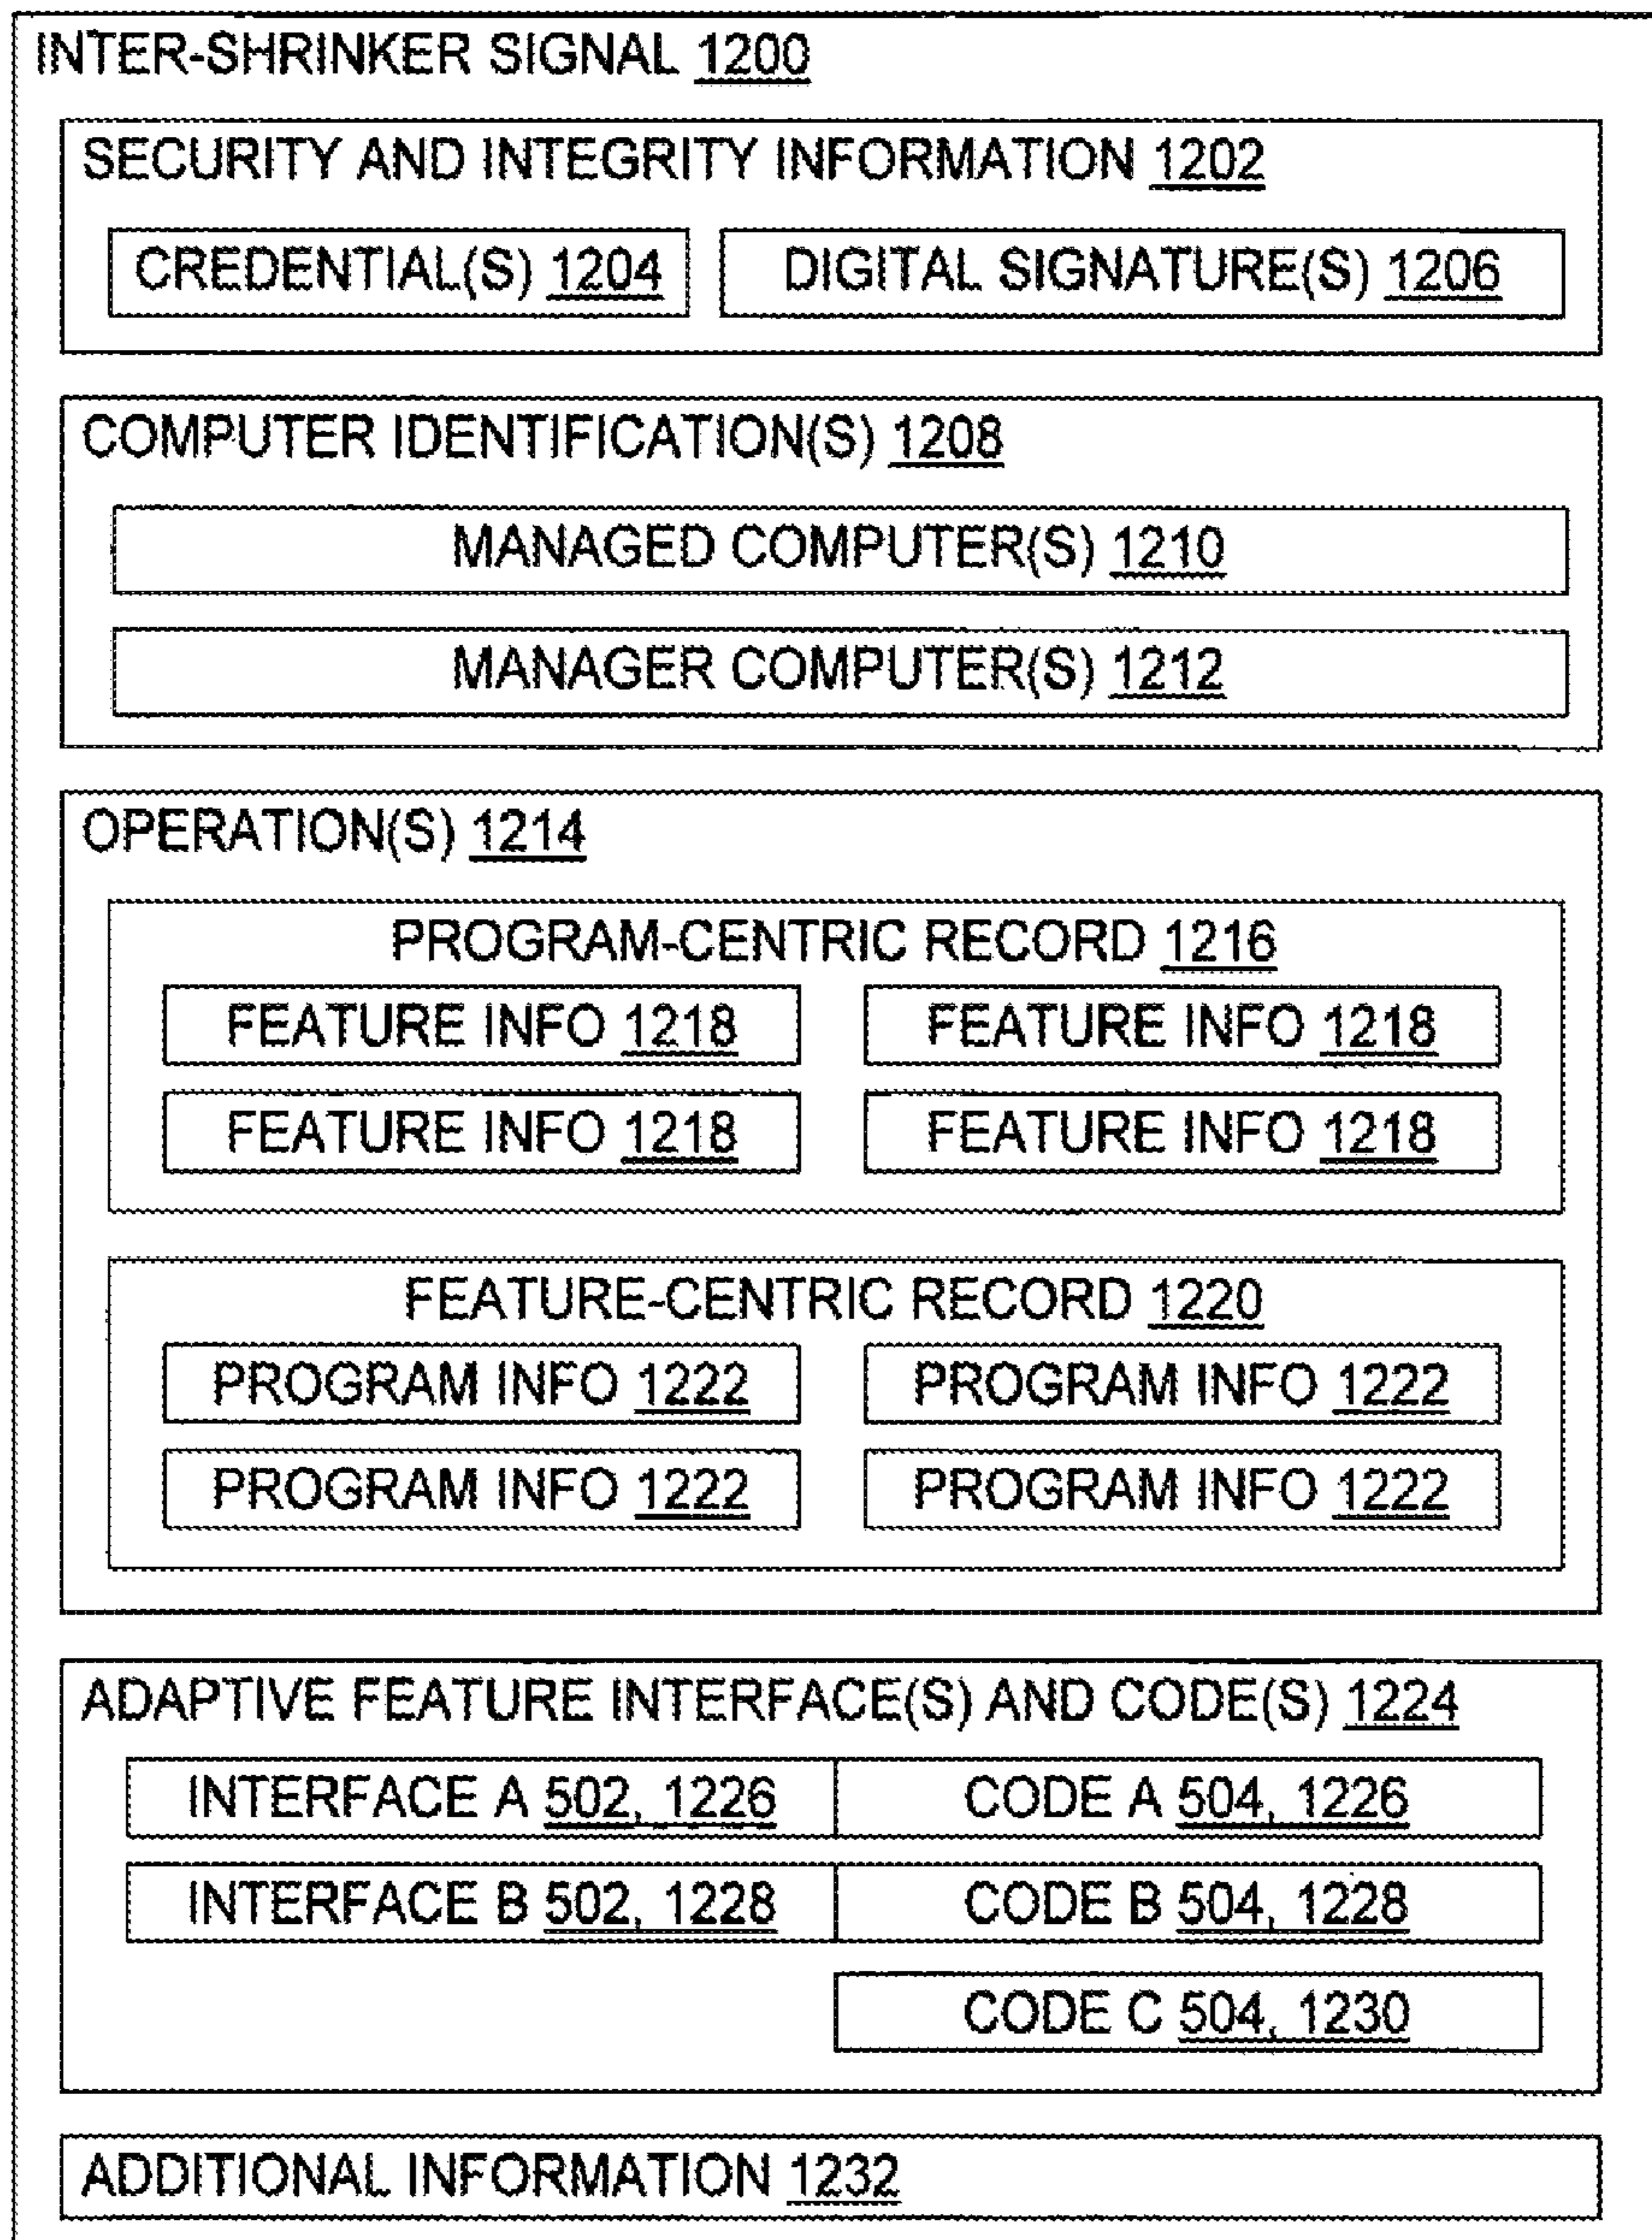 INTER-SHRINKER SIGNAL 1200
SECURITY AND INTEGRITY INFORMATION 1202
CREDENTIAL(S) 1204 DIGITAL SIGNATURE(S) 1206
COMPUTER IDENTIFICATION(S) 1208
MANAGED COMPUTER(S) 1210
MANAGER COMPUTER(S) 1212
OPERATION(S) 1214
PROGRAM-CENTRIC RECORD 1216
FEATURE INFO 1218 FEATURE INFO 1218
FEATURE INFO 1218 FEATURE INFO 1218
FEATURE-CENTRIC RECORD 1220
PROGRAM INFO 1222 PROGRAM INFO 1222
PROGRAM INFO 1222 PROGRAM INFO 1222
ADAPTIVE FEATURE INTERFACE(S) AND CODE(S) 1224
INTERFACE A 502, 1226 CODE A 504, 1226
INTERFACE B 502, 1228 CODE B 504, 1228
CODE C 504, 1230
ADDITIONAL INFORMATION 1232